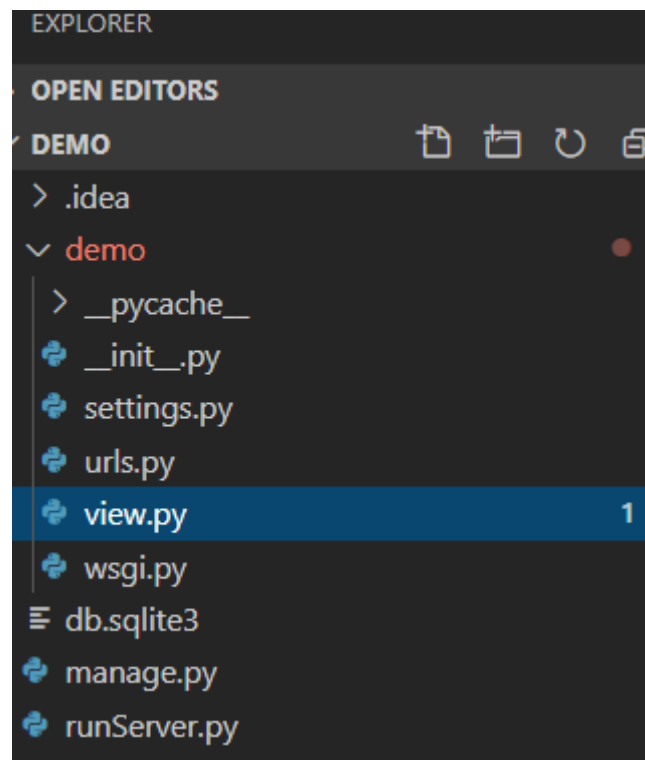 EXPLORER
OPEN EDITORS
DEMO
.idea
demo
__pycache__
__init__.py
settings.py
urls.py
view.py 1
wsgi.py
db.sqlite3
manage.py
runServer.py